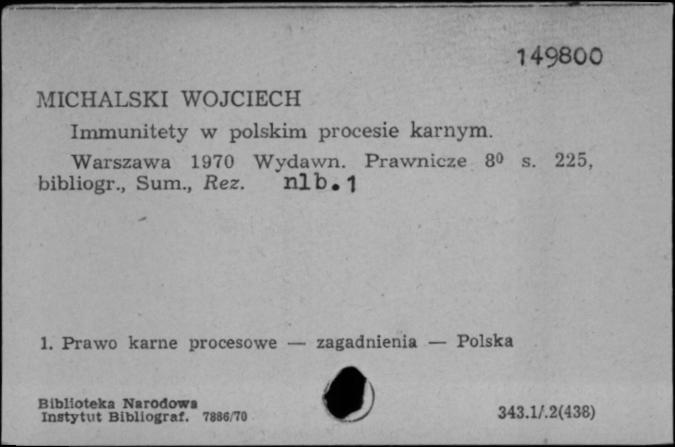 149800
MICHALSKI WOJCIECH
Immunitety w polskim procesie karnym.
Warszawa 1970 Wydawn. Prawnicze 8⁰ s. 225,
bibliogr., Sum., Rez. nlb.1
1. Prawo karne procesowe — zagadnienia — Polska
Biblioteka Narodowa
Instytut Bibliograf. 7886/70
343.1/.2(438)